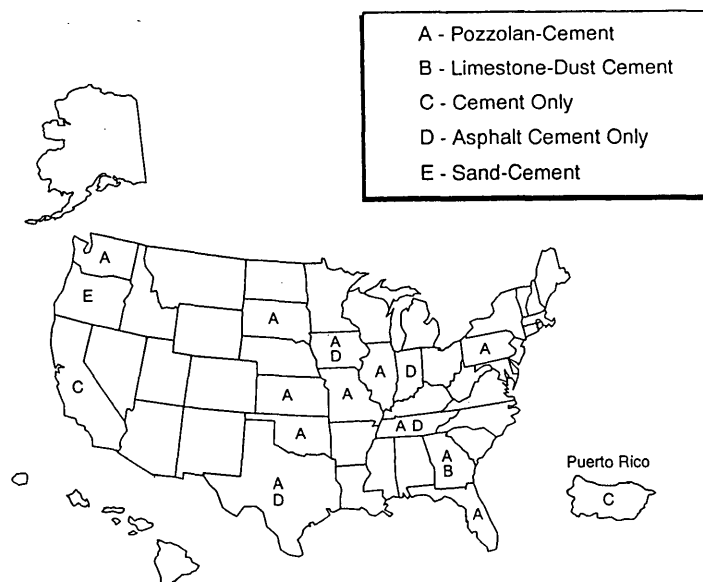 A - Pozzolan-Cement
B - Limestone-Dust Cement
C - Cement Only
D - Asphalt Cement Only
E - Sand-Cement
A
E
A
A
D
A
D
A
C
A
A
A
A D
A
A
B
A
D
A
Puerto Rico
C